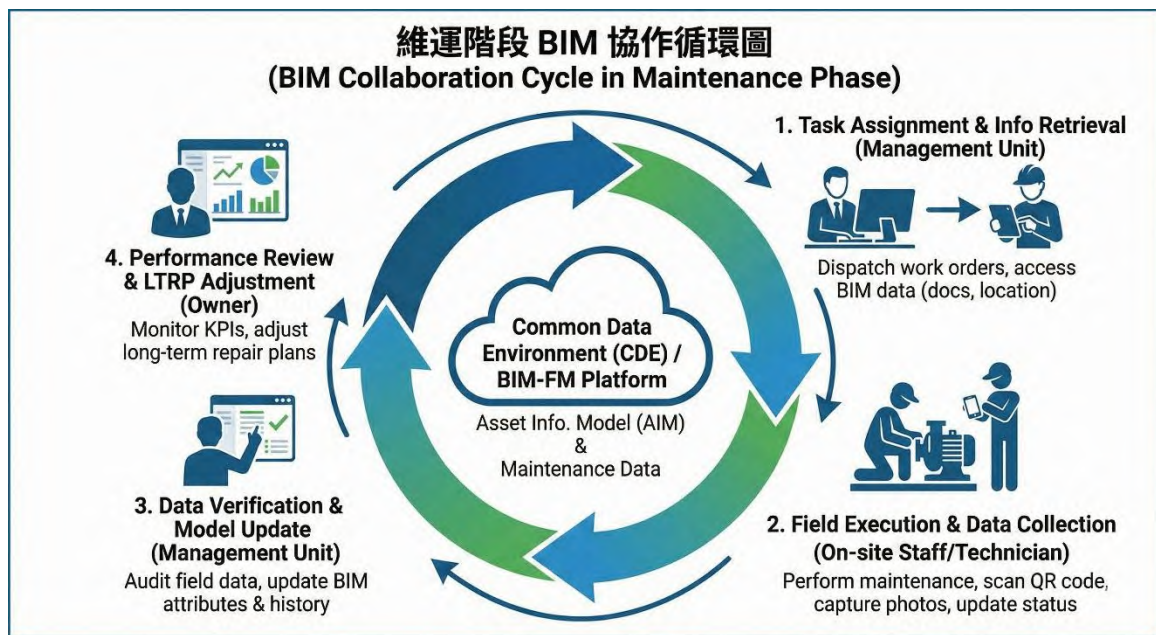 維運階段 BIM 協作循環圖
(BIM Collaboration Cycle in Maintenance Phase)
1. Task Assignment & Info Retrieval
(Management Unit)
Dispatch work orders, access
BIM data (docs, location)
2. Field Execution & Data Collection
(On-site Staff/Technician)
Perform maintenance, scan QR code,
capture photos, update status
3. Data Verification &
Model Update
(Management Unit)
Audit field data, update BIM
attributes & history
4. Performance Review
& LTRP Adjustment
(Owner)
Monitor KPIs, adjust
long-term repair plans
Common Data
Environment (CDE) /
BIM-FM Platform
Asset Info. Model (AIM)
&
Maintenance Data